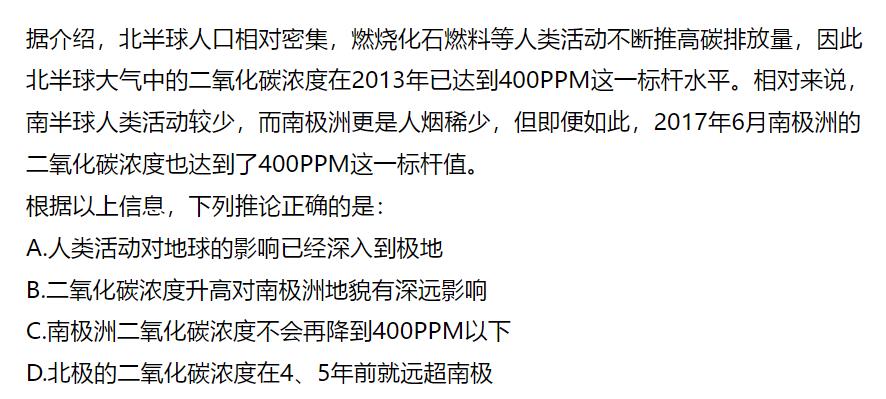 据介绍，北半球人口相对密集，燃烧化石燃料等人类活动不断推高碳排放量，因此
北半球大气中的二氧化碳浓度在2013年已达到400PPM这一标杆水平。相对来说，
南半球人类活动较少，而南极洲更是人烟稀少，但即便如此，2017年6月南极洲的
二氧化碳浓度也达到了400PPM这一标杆值。
根据以上信息，下列推论正确的是：
A.人类活动对地球的影响已经深入到极地
B.二氧化碳浓度升高对南极洲地貌有深远影响
C.南极洲二氧化碳浓度不会再降到400PPM以下
D.北极的二氧化碳浓度在4、5年前就远超南极